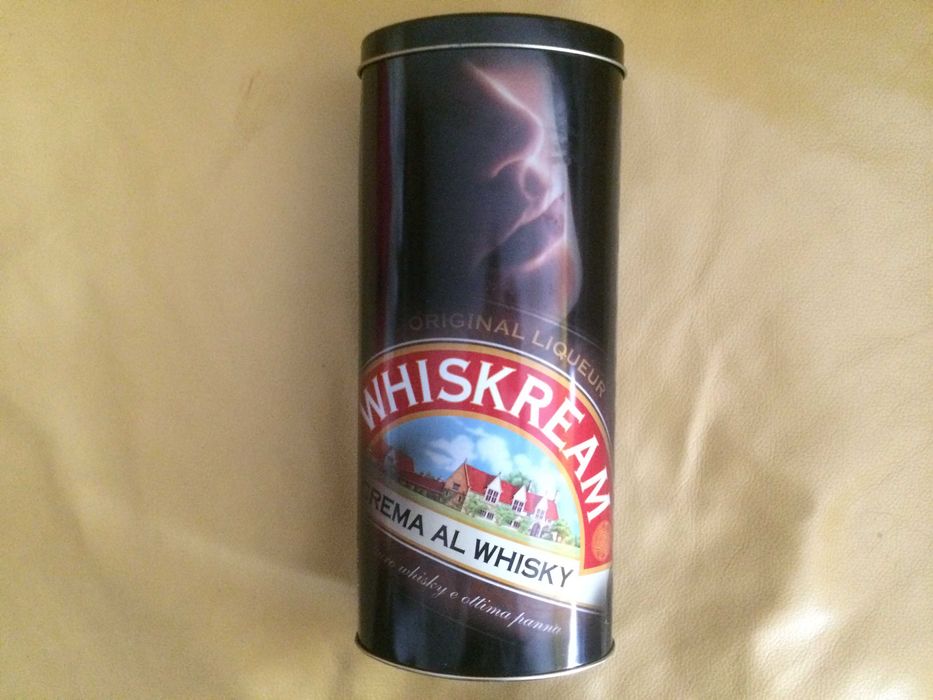 ORIGINAL LIQUEUR
WHISKREAM
CREMA AL WHISKY
whisky e ottima panna